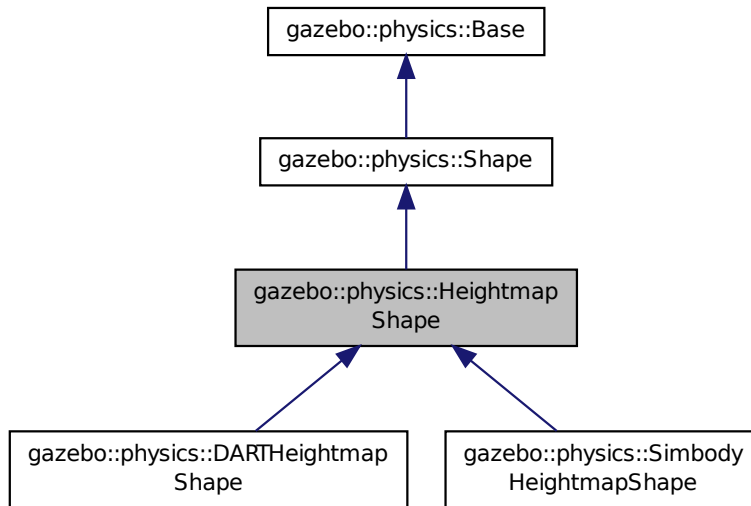 gazebo::physics::Base
gazebo::physics::Shape
gazebo::physics::Heightmap
Shape
gazebo::physics::DARTHeightmap
Shape
gazebo::physics::Simbody
HeightmapShape